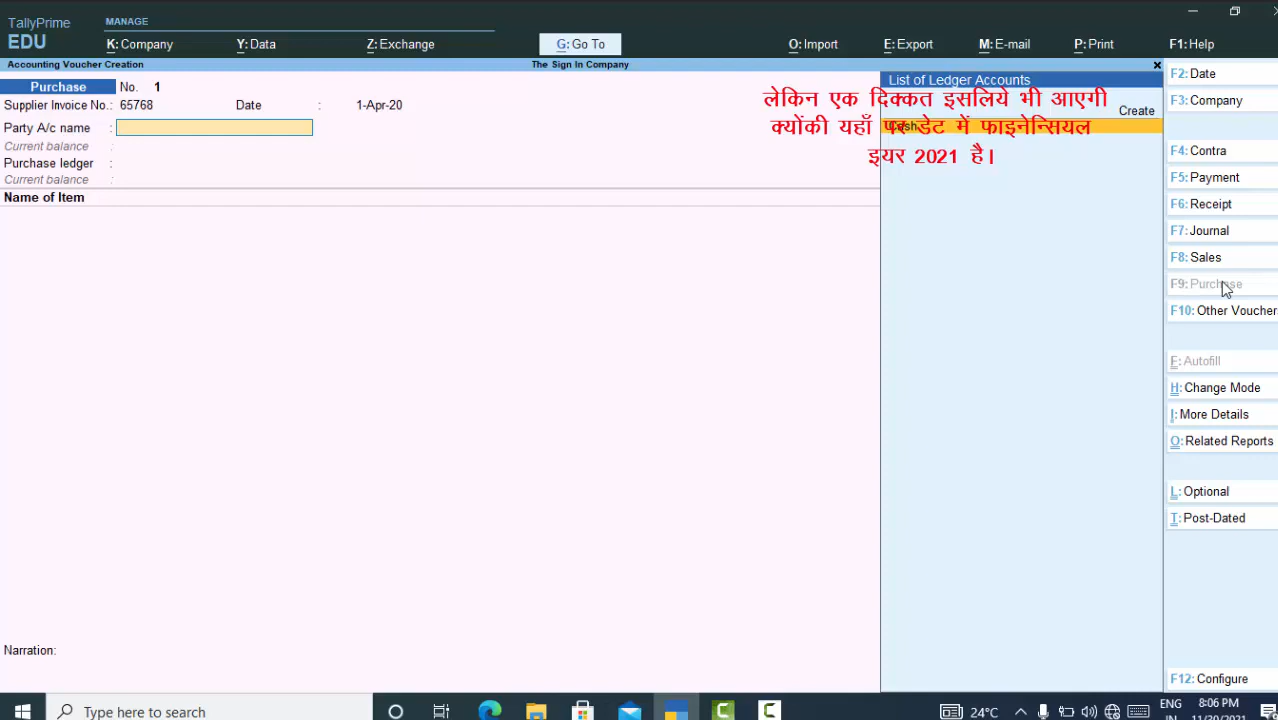 TallyPrime
EDU
MANAGE
K: Company
Y: Data
Z: Exchange
G: Go To
O: Import
E: Export
M: E-mail
P: Print
F1: Help
Accounting Voucher Creation
The Sign In Company
Purchase No. 1
Supplier Invoice No.: 65768 Date : 1-Apr-20
Party A/c name :
Current balance :
Purchase ledger :
Current balance :
Name of Item
Narration:
List of Ledger Accounts
Create
Cash
लेकिन एक दिक्कत इसलिये भी आएगी
क्योंकी यहाँ पर डेट में फाइनेन्सियल
इयर 2021 है।
F2: Date
F3: Company
F4: Contra
F5: Payment
F6: Receipt
F7: Journal
F8: Sales
F9: Purchase
F10: Other Voucher
F: Autofill
H: Change Mode
I: More Details
O: Related Reports
L: Optional
T: Post-Dated
F12: Configure
Type here to search
24°C
ENG
8:06 PM